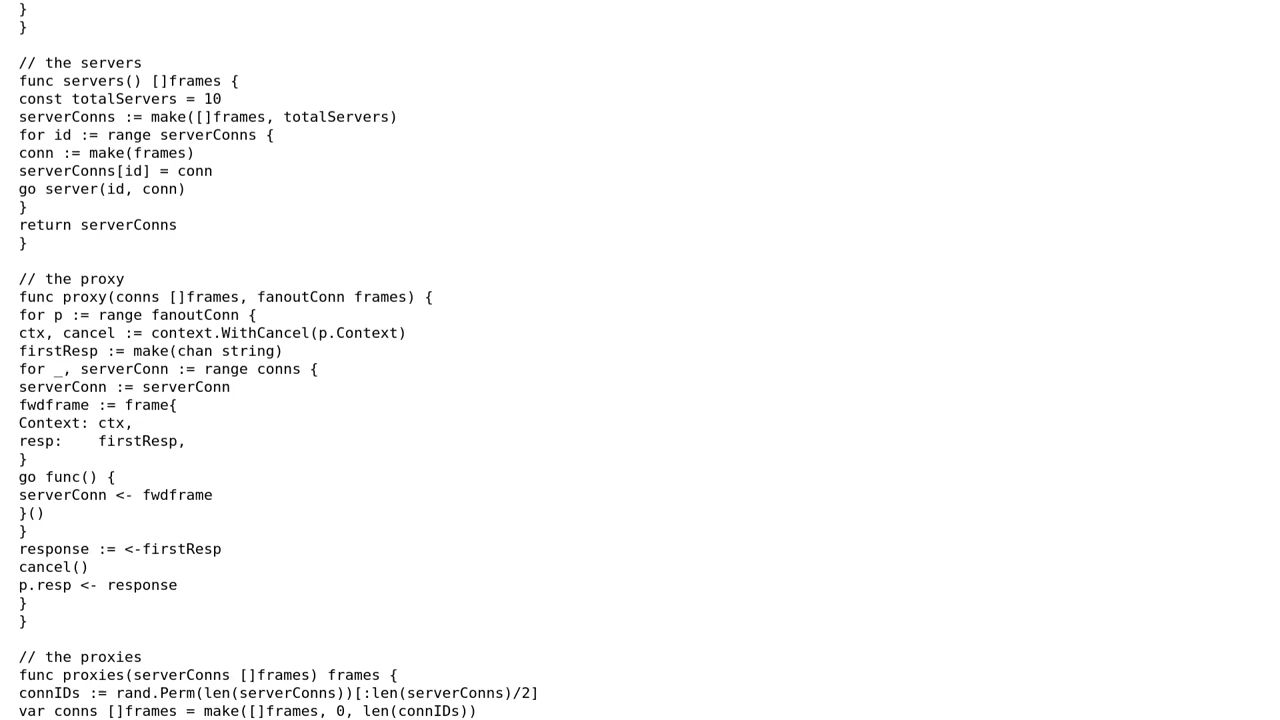 }
}

// the servers
func servers() []frames {
const totalServers = 10
serverConns := make([]frames, totalServers)
for id := range serverConns {
conn := make(frames)
serverConns[id] = conn
go server(id, conn)
}
return serverConns
}

// the proxy
func proxy(conns []frames, fanoutConn frames) {
for p := range fanoutConn {
ctx, cancel := context.WithCancel(p.Context)
firstResp := make(chan string)
for _, serverConn := range conns {
serverConn := serverConn
fwdframe := frame{
Context: ctx,
resp:    firstResp,
}
go func() {
serverConn <- fwdframe
}()
}
response := <-firstResp
cancel()
p.resp <- response
}
}

// the proxies
func proxies(serverConns []frames) frames {
connIDs := rand.Perm(len(serverConns))[:len(serverConns)/2]
var conns []frames = make([]frames, 0, len(connIDs))